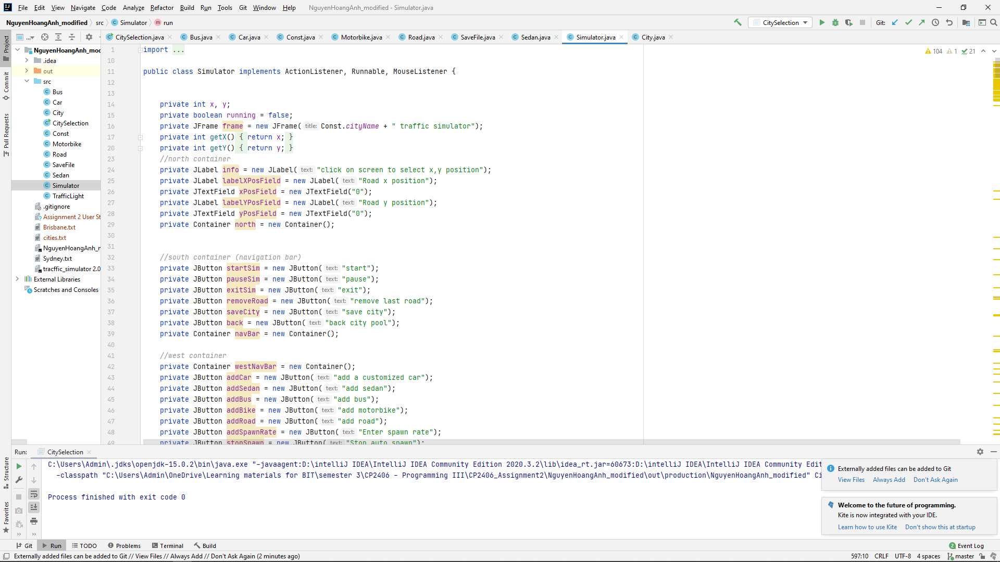 File Edit View Navigate Code Analyze Refactor Build Run Tools Git Window Help NguyenHoangAnh_modified - Simulator.java
NguyenHoangAnh_modified src Simulator run
CitySelection Git:
... CitySelection.java Bus.java Car.java Const.java Motorbike.java Road.java SaveFile.java Sedan.java Simulator.java City.java
Project
Commit
Pull Requests
Structure
Favorites
NguyenHoangAnh_mod
.idea
out
src
Bus
Car
City
CitySelection
Const
Motorbike
Road
SaveFile
Sedan
Simulator
TrafficLight
.gitignore
Assignment 2 User St
Brisbane.txt
cities.txt
NguyenHoangAnh_r
Sydney.txt
tracffic_simulator 2.0
External Libraries
Scratches and Consoles
104 1 21
1 import ...
10
11 public class Simulator implements ActionListener, Runnable, MouseListener {
12
13
14 private int x, y;
15 private boolean running = false;
16 private JFrame frame = new JFrame( title: Const.cityName + " traffic simulator");
17 private int getX() { return x; }
20 private int getY() { return y; }
23 //north container
24 private JLabel info = new JLabel( text: "click on screen to select x,y position");
25 private JLabel labelXPosField = new JLabel( text: "Road x position");
26 private JTextField xPosField = new JTextField("0");
27 private JLabel labelYPosField = new JLabel( text: "Road y position");
28 private JTextField yPosField = new JTextField("0");
29 private Container north = new Container();
30
31
32 //south container (navigation bar)
33 private JButton startSim = new JButton( text: "start");
34 private JButton pauseSim = new JButton( text: "pause");
35 private JButton exitSim = new JButton( text: "exit");
36 private JButton removeRoad = new JButton( text: "remove last road");
37 private JButton saveCity = new JButton( text: "save city");
38 private JButton back = new JButton( text: "back city pool");
39 private Container navBar = new Container();
40
41 //west container
42 private Container westNavBar = new Container();
43 private JButton addCar = new JButton( text: "add a customized car");
44 private JButton addSedan = new JButton( text: "add sedan");
45 private JButton addBus = new JButton( text: "add bus");
46 private JButton addBike = new JButton( text: "add motorbike");
47 private JButton addRoad = new JButton( text: "add road");
48 private JButton addSpawnRate = new JButton( text: "Enter spawn rate");
49 private JButton stopSpawn = new JButton( text: "Stop auto spawn");
Run: CitySelection
C:\Users\Admin\.jdks\openjdk-15.0.2\bin\java.exe "-javaagent:D:\intelliJ IDEA\IntelliJ IDEA Community Edition 2020.3.2\lib\idea_rt.jar=60673:D:\intelliJ IDEA\IntelliJ IDEA Community Edit
-classpath "C:\Users\Admin\OneDrive\Learning materials for BIT\semester 3\CP2406 - Programming III\CP2406_Assignment2\NguyenHoangAnh_modified\out\production\NguyenHoangAnh_modified" Ci
Process finished with exit code 0
Externally added files can be added to Git
View Files Always Add Don't Ask Again
Welcome to the future of programming.
Kite is now integrated with your IDE.
Learn how to use Kite Don't show this at startup
Git Run TODO Problems Terminal Build 2 Event Log
Externally added files can be added to Git // View Files // Always Add // Don't Ask Again (2 minutes ago) 597:10 CRLF UTF-8 4 spaces master